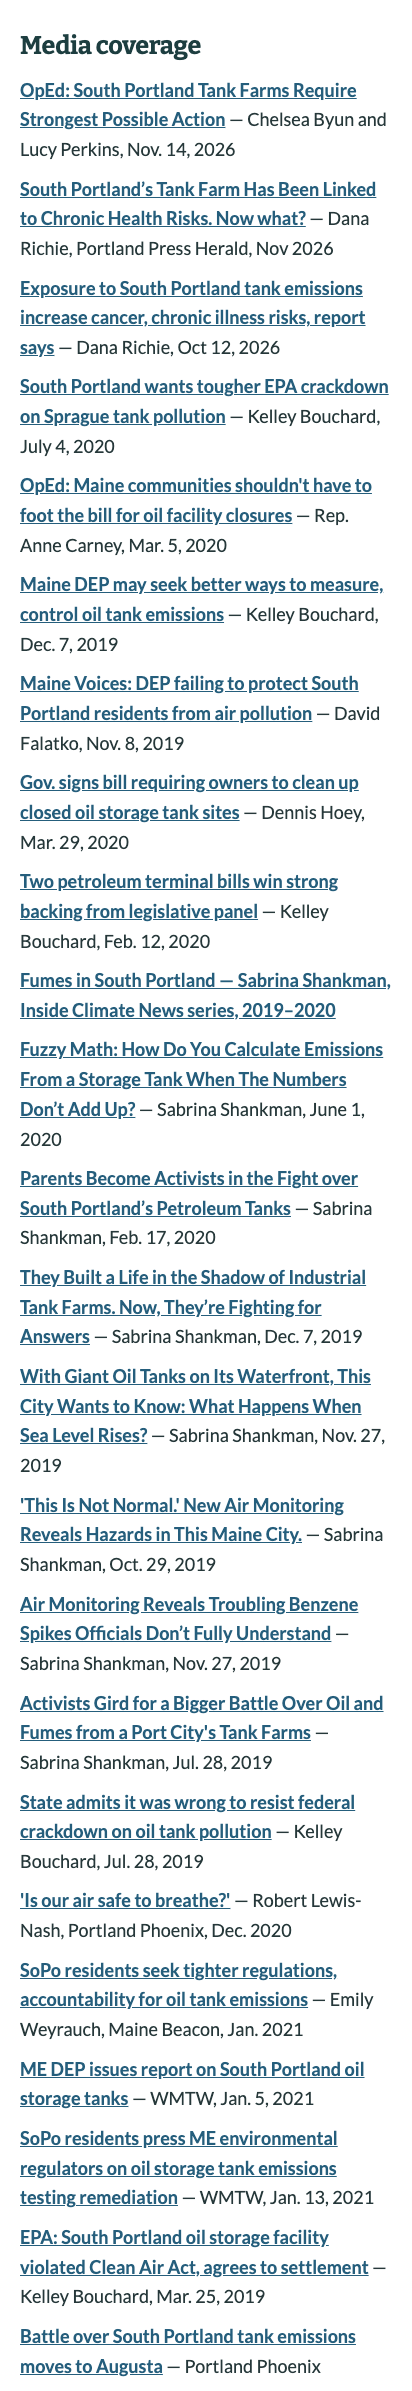 Media coverage
OpEd: South Portland Tank Farms Require
Strongest Possible Action — Chelsea Byun and
Lucy Perkins, Nov. 14, 2026
South Portland’s Tank Farm Has Been Linked
to Chronic Health Risks. Now what? — Dana
Richie, Portland Press Herald, Nov 2026
Exposure to South Portland tank emissions
increase cancer, chronic illness risks, report
says — Dana Richie, Oct 12, 2026
South Portland wants tougher EPA crackdown
on Sprague tank pollution — Kelley Bouchard,
July 4, 2020
OpEd: Maine communities shouldn't have to
foot the bill for oil facility closures — Rep.
Anne Carney, Mar. 5, 2020
Maine DEP may seek better ways to measure,
control oil tank emissions — Kelley Bouchard,
Dec. 7, 2019
Maine Voices: DEP failing to protect South
Portland residents from air pollution — David
Falatko, Nov. 8, 2019
Gov. signs bill requiring owners to clean up
closed oil storage tank sites — Dennis Hoey,
Mar. 29, 2020
Two petroleum terminal bills win strong
backing from legislative panel — Kelley
Bouchard, Feb. 12, 2020
Fumes in South Portland — Sabrina Shankman,
Inside Climate News series, 2019–2020
Fuzzy Math: How Do You Calculate Emissions
From a Storage Tank When The Numbers
Don’t Add Up? — Sabrina Shankman, June 1,
2020
Parents Become Activists in the Fight over
South Portland’s Petroleum Tanks — Sabrina
Shankman, Feb. 17, 2020
They Built a Life in the Shadow of Industrial
Tank Farms. Now, They’re Fighting for
Answers — Sabrina Shankman, Dec. 7, 2019
With Giant Oil Tanks on Its Waterfront, This
City Wants to Know: What Happens When
Sea Level Rises? — Sabrina Shankman, Nov. 27,
2019
'This Is Not Normal.' New Air Monitoring
Reveals Hazards in This Maine City. — Sabrina
Shankman, Oct. 29, 2019
Air Monitoring Reveals Troubling Benzene
Spikes Officials Don’t Fully Understand —
Sabrina Shankman, Nov. 27, 2019
Activists Gird for a Bigger Battle Over Oil and
Fumes from a Port City's Tank Farms —
Sabrina Shankman, Jul. 28, 2019
State admits it was wrong to resist federal
crackdown on oil tank pollution — Kelley
Bouchard, Jul. 28, 2019
'Is our air safe to breathe?' — Robert Lewis-
Nash, Portland Phoenix, Dec. 2020
SoPo residents seek tighter regulations,
accountability for oil tank emissions — Emily
Weyrauch, Maine Beacon, Jan. 2021
ME DEP issues report on South Portland oil
storage tanks — WMTW, Jan. 5, 2021
SoPo residents press ME environmental
regulators on oil storage tank emissions
testing remediation — WMTW, Jan. 13, 2021
EPA: South Portland oil storage facility
violated Clean Air Act, agrees to settlement —
Kelley Bouchard, Mar. 25, 2019
Battle over South Portland tank emissions
moves to Augusta — Portland Phoenix